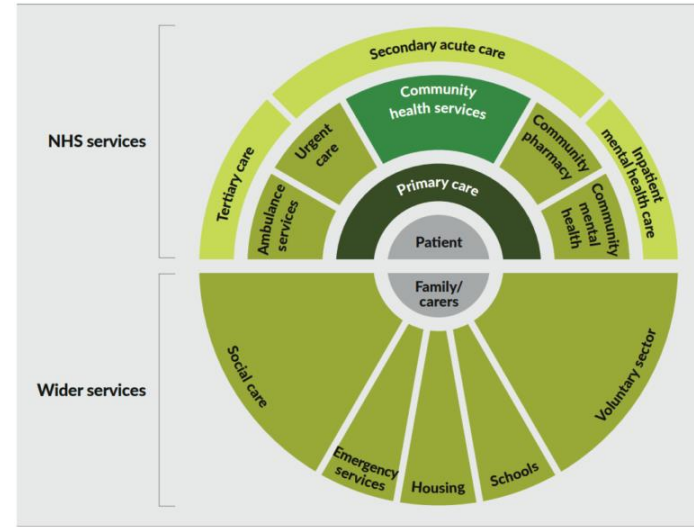 NHS services
Secondary acute care
Tertiary care
Inpatient
mental health care
Community
health services
Urgent
care
Community
pharmacy
Ambulance
services
Community
mental
health
Primary care
Patient
Family/
carers
Wider services
Social care
Emergency
services
Housing
Schools
Voluntary sector